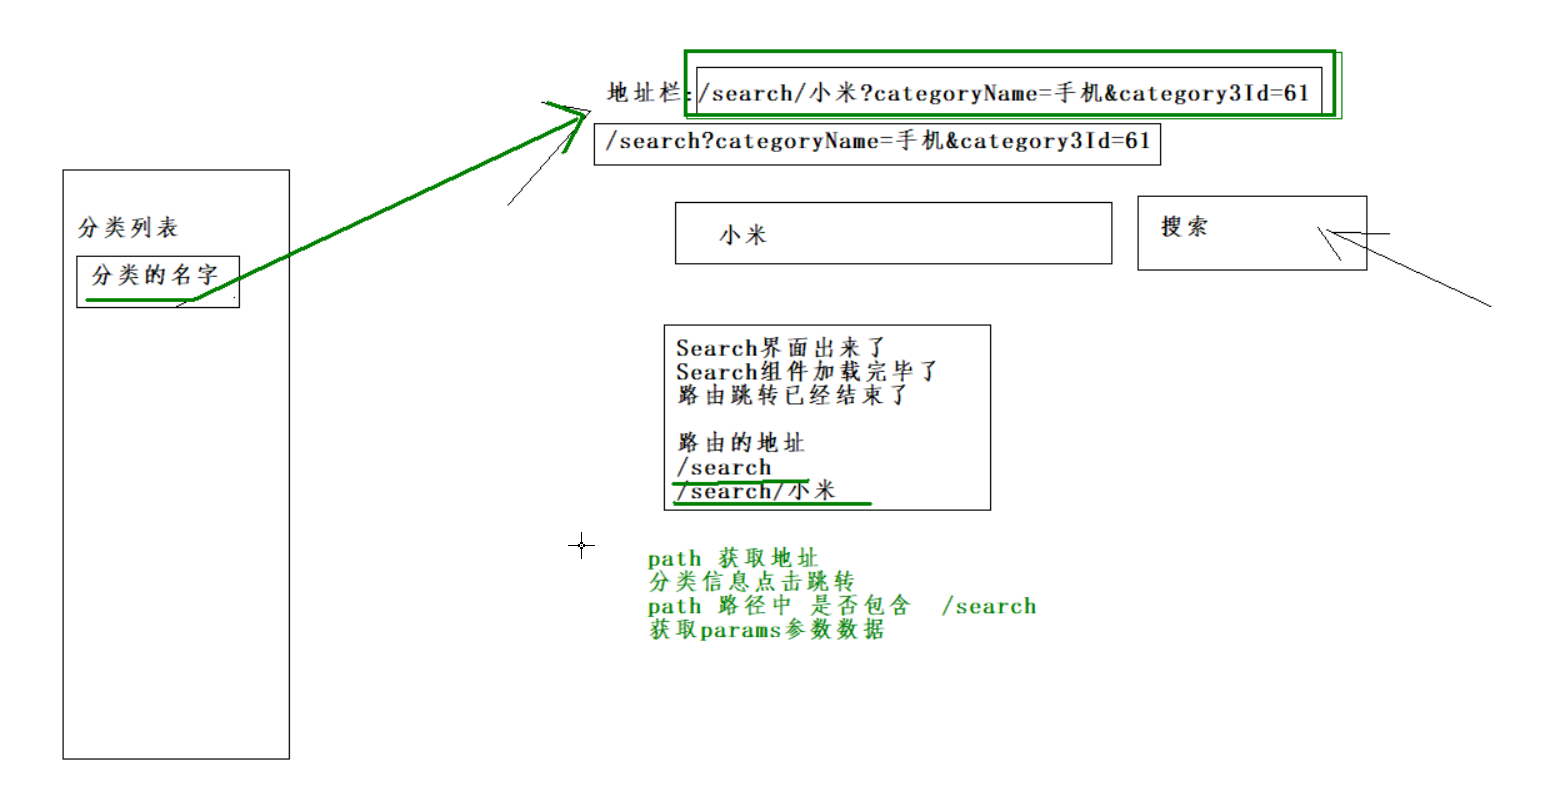 地址栏:/search/小米?categoryName=手机&category3Id=61
/search?categoryName=手机&category3Id=61
分类列表
分类的名字
小米
搜索
Search界面出来了
Search组件加载完毕了
路由跳转已经结束了
路由的地址
/search
/search/小米
path 获取地址
分类信息点击跳转
path 路径中 是否包含 /search
获取params参数数据